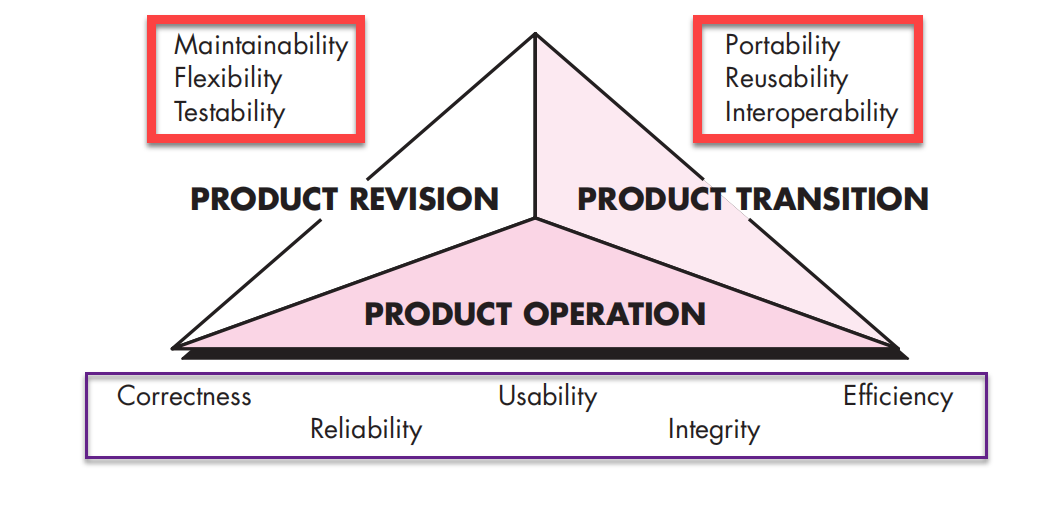 Maintainability
Flexibility
Testability
Portability
Reusability
Interoperability
PRODUCT REVISION
PRODUCT TRANSITION
PRODUCT OPERATION
Correctness
Usability
Efficiency
Reliability
Integrity